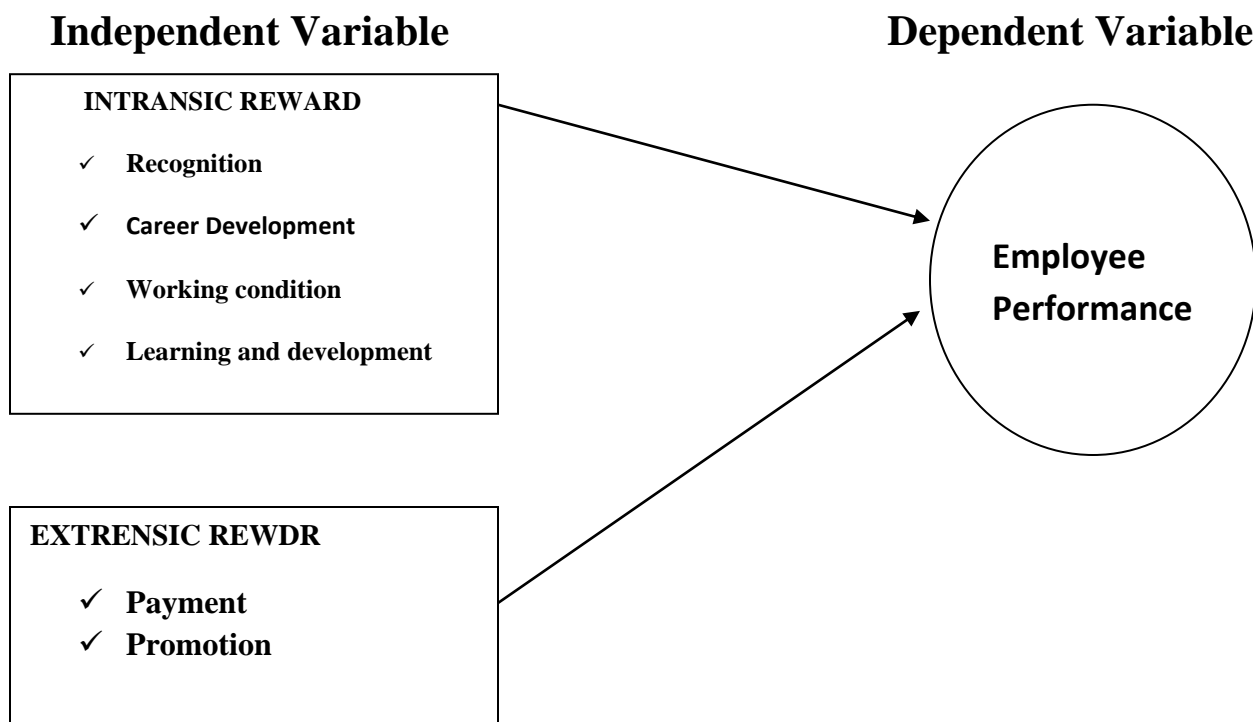 Independent Variable
Dependent Variable
INTRANSIC REWARD
✓ Recognition
✓ Career Development
✓ Working condition
✓ Learning and development
Employee
Performance
EXTRENSIC REWDR
✓ Payment
✓ Promotion